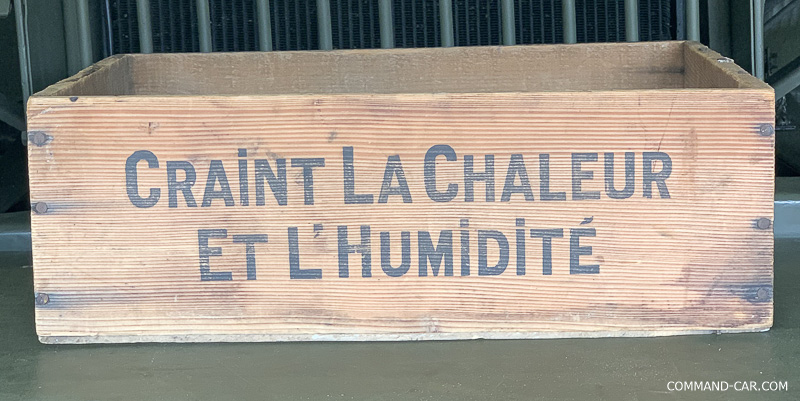 CRAiNT LA CHALEUR
ET L'HUMiDiTÉ
COMMAND-CAR.COM